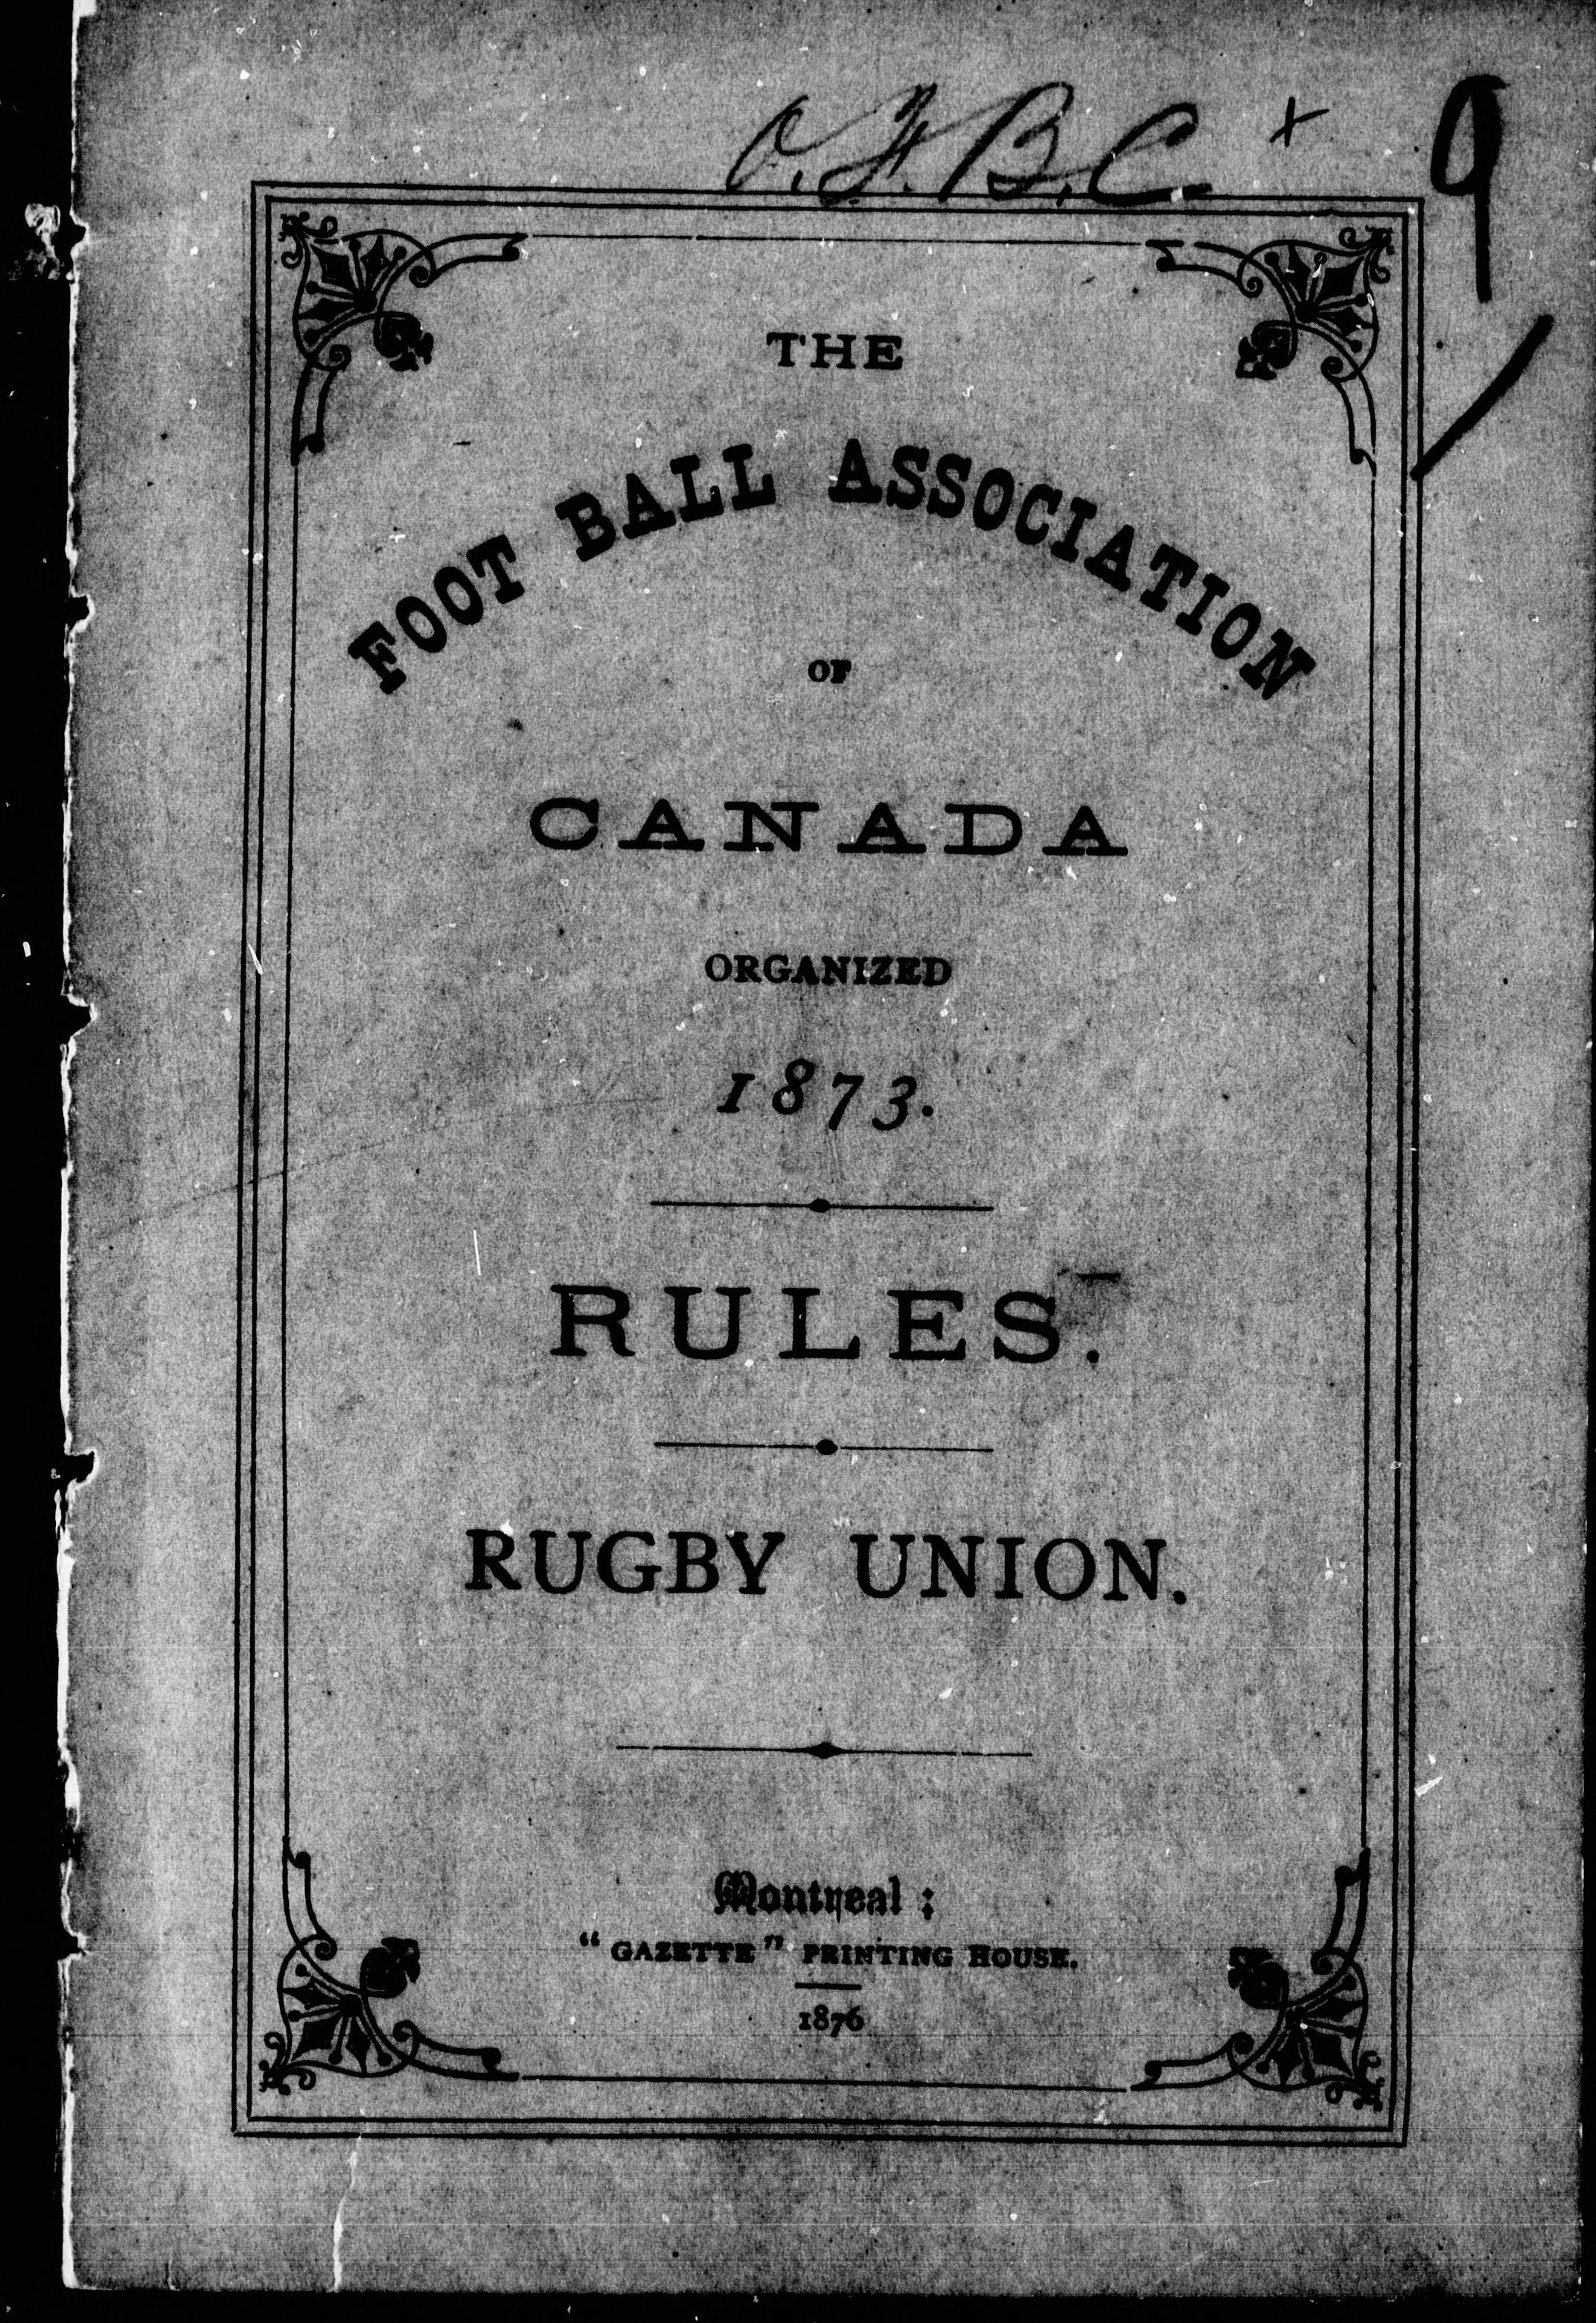 O.F.B.C. + 9
THE
FOOT BALL ASSOCIATION
OF
CANADA
ORGANIZED
1873.
RULES.
RUGBY UNION.
Montreal :
“ GAZETTE ” PRINTING HOUSE.
1876